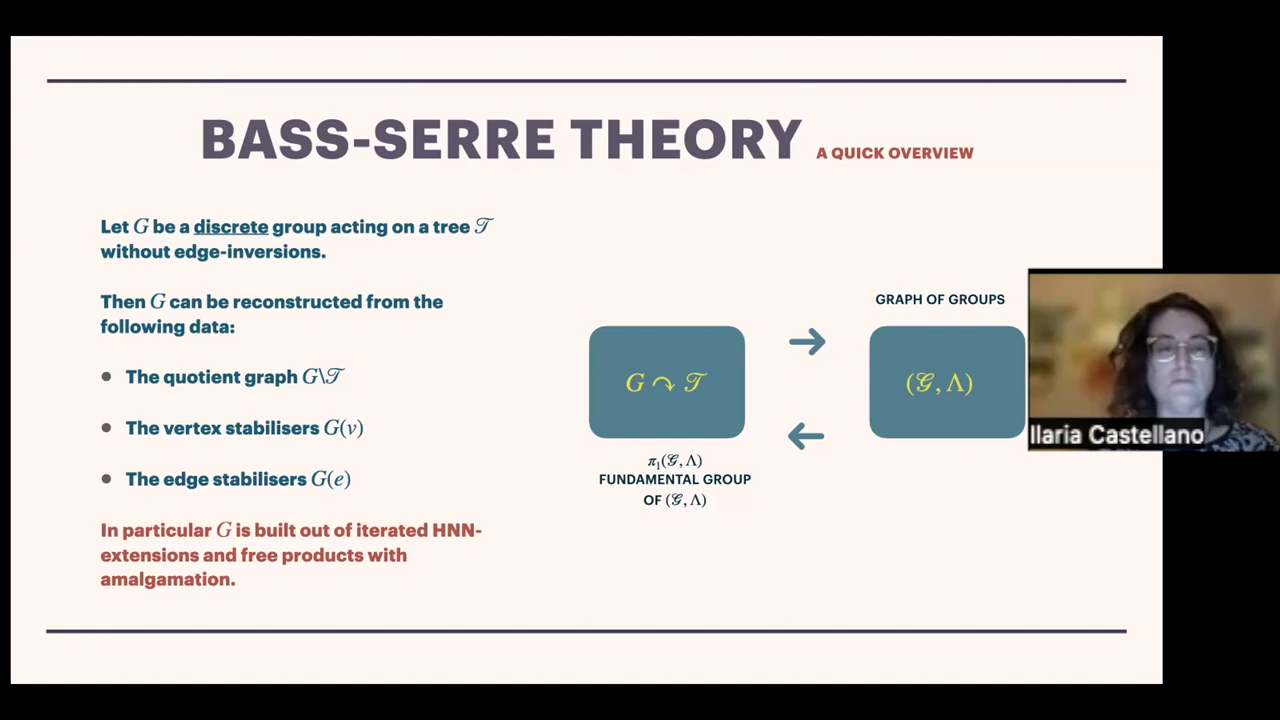 BASS-SERRE THEORY A QUICK OVERVIEW
Let G be a discrete group acting on a tree 𝒯
without edge-inversions.
Then G can be reconstructed from the
following data:
• The quotient graph G\𝒯
• The vertex stabilisers G(v)
• The edge stabilisers G(e)
In particular G is built out of iterated HNN-
extensions and free products with
amalgamation.
G ↷ 𝒯
π₁(𝒢, Λ)
FUNDAMENTAL GROUP
OF (𝒢, Λ)
→
←
GRAPH OF GROUPS
(𝒢, Λ)
Ilaria Castellano